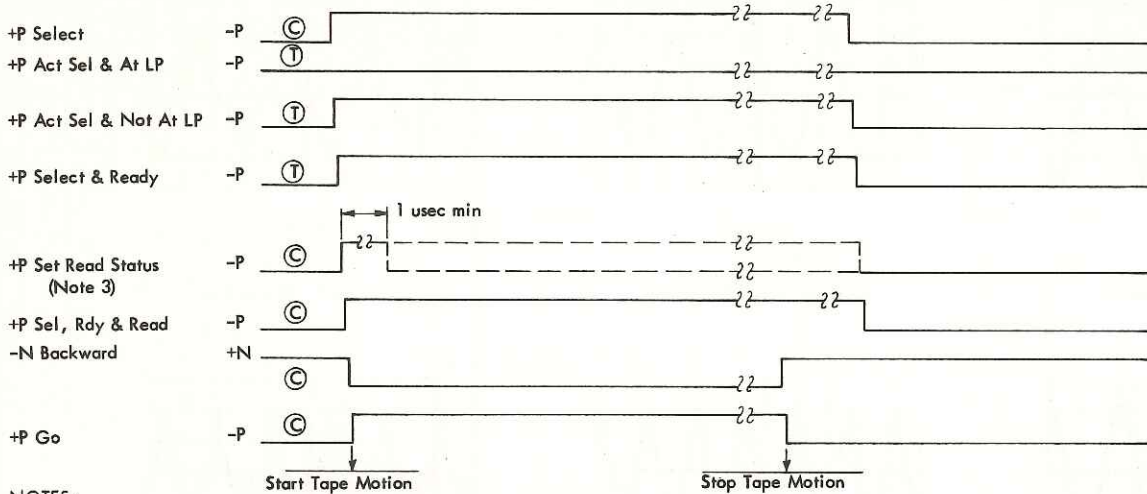 +P Select -P Ⓒ
+P Act Sel & At LP -P Ⓣ
+P Act Sel & Not At LP -P Ⓣ
+P Select & Ready -P Ⓣ
1 usec min
+P Set Read Status -P Ⓒ
(Note 3)
+P Sel, Rdy & Read -P Ⓒ
-N Backward +N Ⓒ
+P Go -P Ⓒ
Start Tape Motion Stop Tape Motion